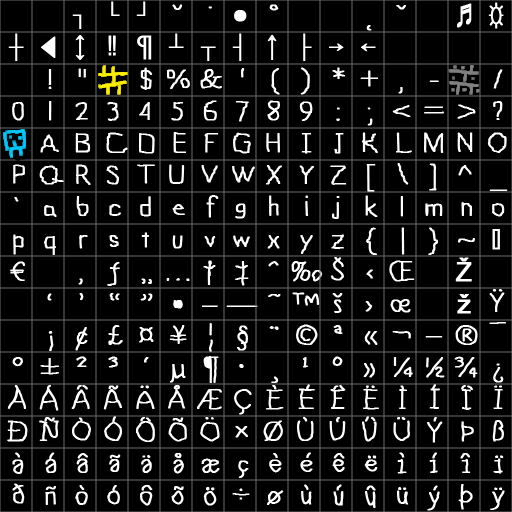 ┐ └ ┘ ˘ ˙ ● ˚ ˛ ˇ ♬ ☼
┼ ◀ ↕ ‼ ¶ ┴ ┬ ┤ ↑ ├ → ←
! " # $ % & ' ( ) * + , - # /
0 1 2 3 4 5 6 7 8 9 : ; < = > ?
A B C D E F G H I J K L M N O
P Q R S T U V W X Y Z [ \ ] ^ _
` a b c d e f g h i j k l m n o
p q r s t u v w x y z { | } ~ ▯
€ , ƒ „ … † ‡ ˆ ‰ Š ‹ Œ Ž
‘ ’ “ ” • – — ˜ ™ š › œ ž Ÿ
¡ ¢ £ ¤ ¥ ¦ § ¨ © ª « ¬ – ® ¯
° ± ² ³ ´ µ ¶ · ¸ ¹ º » ¼ ½ ¾ ¿
À Á Â Ã Ä Å Æ Ç È É Ê Ë Ì Í Î Ï
Ð Ñ Ò Ó Ô Õ Ö × Ø Ù Ú Û Ü Ý Þ ß
à á â ã ä å æ ç è é ê ë ì í î ï
ð ñ ò ó ô õ ö ÷ ø ù ú û ü ý þ ÿ